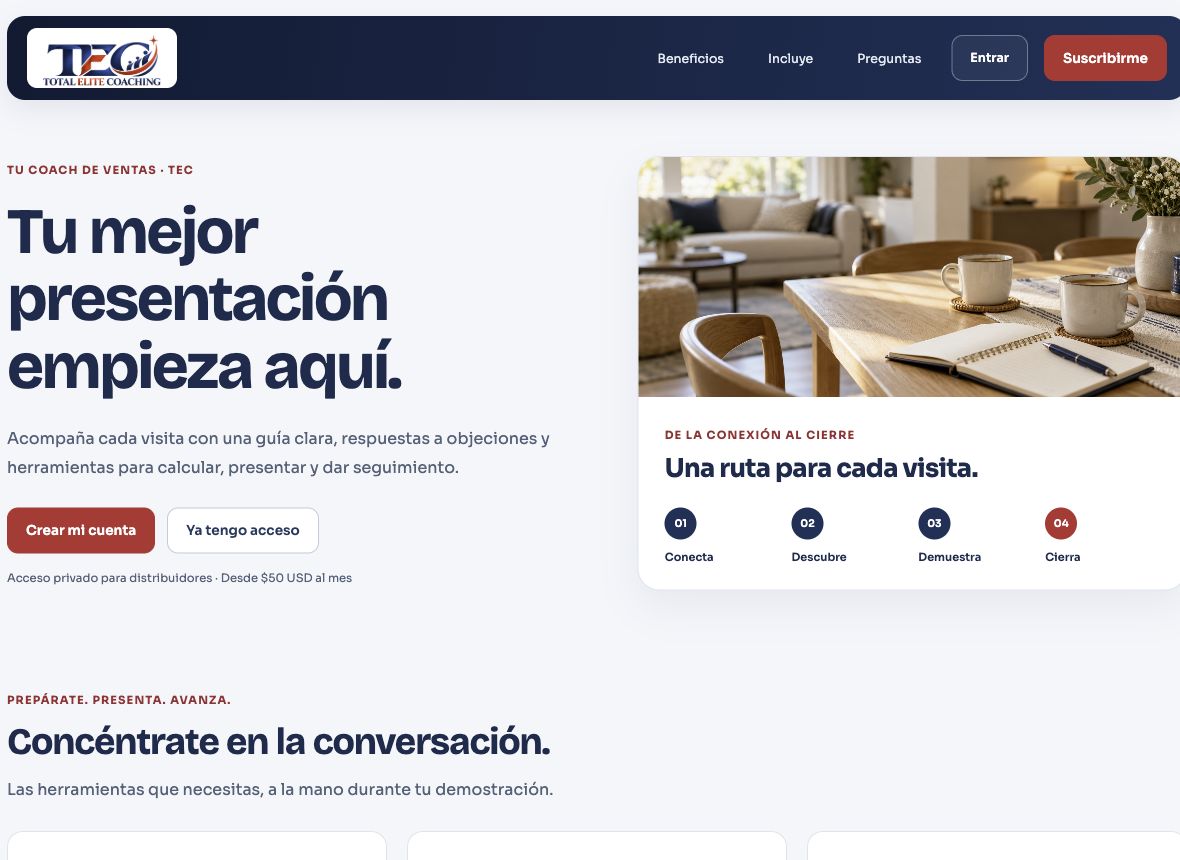 TEC
TOTAL ELITE COACHING
Beneficios
Incluye
Preguntas
Entrar
Suscribirme
TU COACH DE VENTAS · TEC
Tu mejor
presentación
empieza aquí.
Acompaña cada visita con una guía clara, respuestas a objeciones y
herramientas para calcular, presentar y dar seguimiento.
Crear mi cuenta
Ya tengo acceso
Acceso privado para distribuidores · Desde $50 USD al mes
DE LA CONEXIÓN AL CIERRE
Una ruta para cada visita.
01
Conecta
02
Descubre
03
Demuestra
04
Cierra
PREPÁRATE. PRESENTA. AVANZA.
Concéntrate en la conversación.
Las herramientas que necesitas, a la mano durante tu demostración.